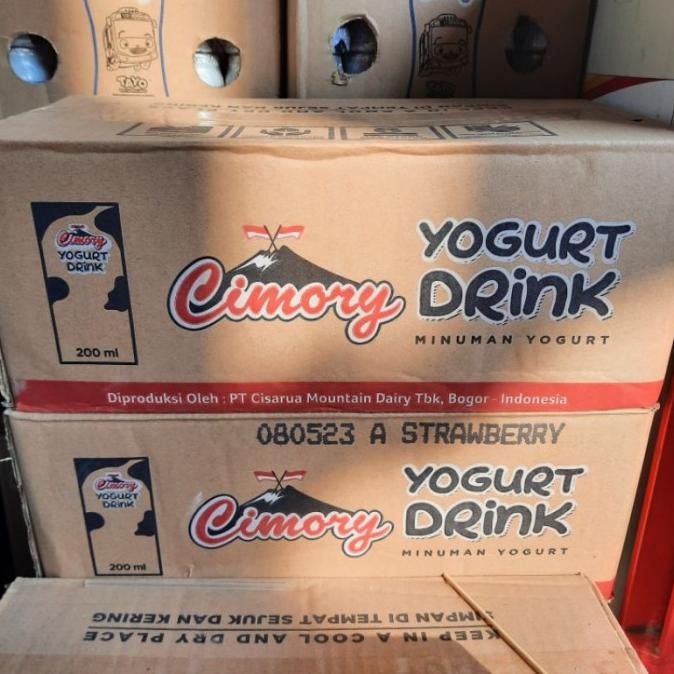 TAYO
Cimory
YOGURT
DRink
200 ml
Cimory
YOGURT
DRink
MINUMAN YOGURT
Diproduksi Oleh : PT Cisarua Mountain Dairy Tbk, Bogor - Indonesia
080523 A STRAWBERRY
Cimory
YOGURT
DRink
200 ml
Cimory
YOGURT
DRink
MINUMAN YOGURT
KEEP IN A COOL AND DRY PLACE
SIMPAN DI TEMPAT SEJUK DAN KERING